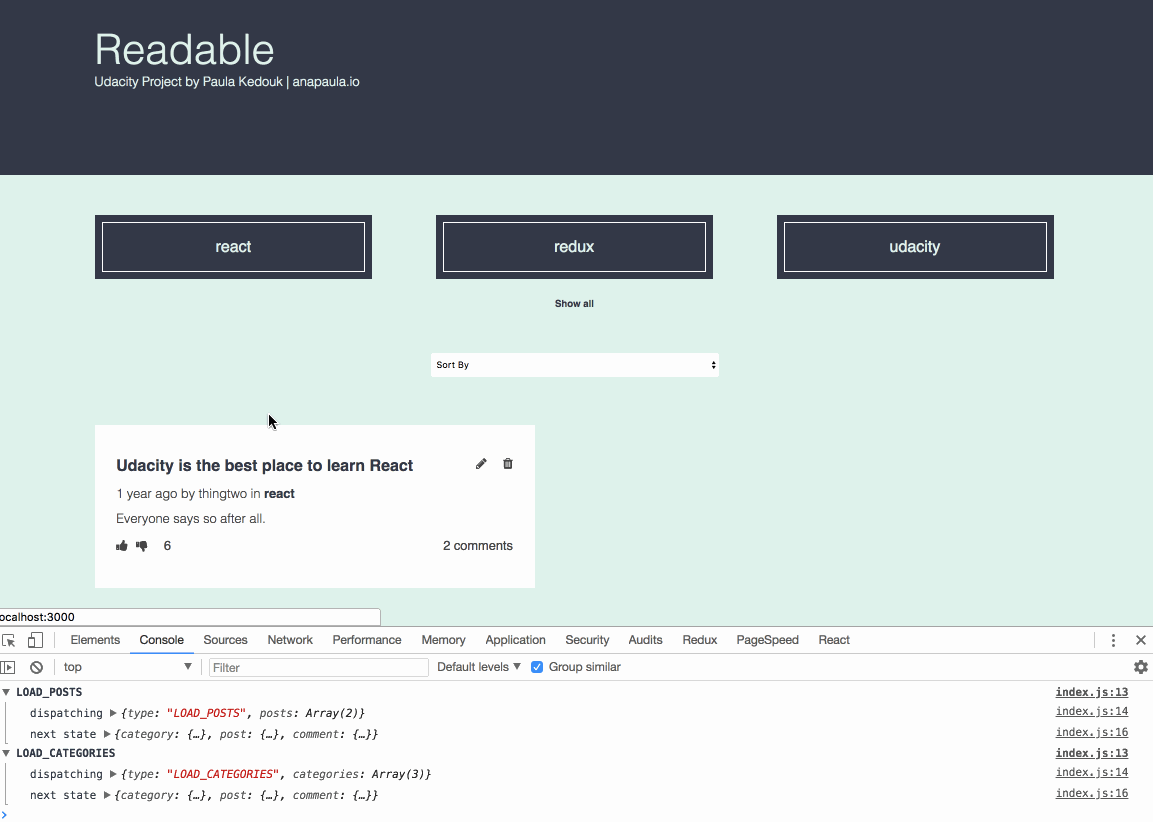 Readable
Udacity Project by Paula Kedouk | anapaula.io
react
redux
udacity
Show all
Sort By
Udacity is the best place to learn React
1 year ago by thingtwo in react
Everyone says so after all.
6
2 comments
ocalhost:3000
Elements Console Sources Network Performance Memory Application Security Audits Redux PageSpeed React
top Filter Default levels Group similar
LOAD_POSTS index.js:13
dispatching {type: "LOAD_POSTS", posts: Array(2)} index.js:14
next state {category: {…}, post: {…}, comment: {…}} index.js:16
LOAD_CATEGORIES index.js:13
dispatching {type: "LOAD_CATEGORIES", categories: Array(3)} index.js:14
next state {category: {…}, post: {…}, comment: {…}} index.js:16